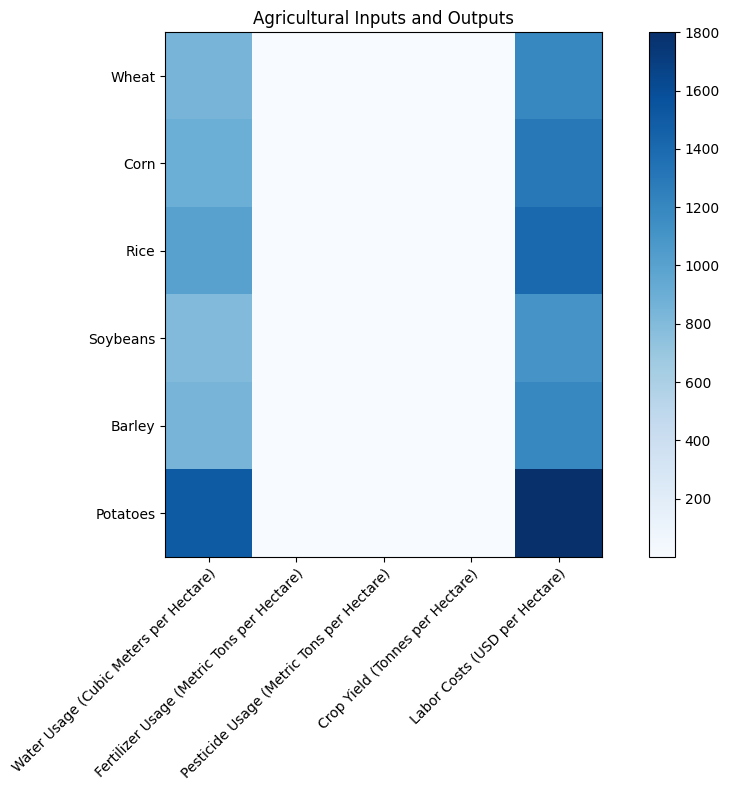 Agricultural Inputs and Outputs
Wheat
Corn
Rice
Soybeans
Barley
Potatoes
Water Usage (Cubic Meters per Hectare)
Fertilizer Usage (Metric Tons per Hectare)
Pesticide Usage (Metric Tons per Hectare)
Crop Yield (Tonnes per Hectare)
Labor Costs (USD per Hectare)
1800
1600
1400
1200
1000
800
600
400
200